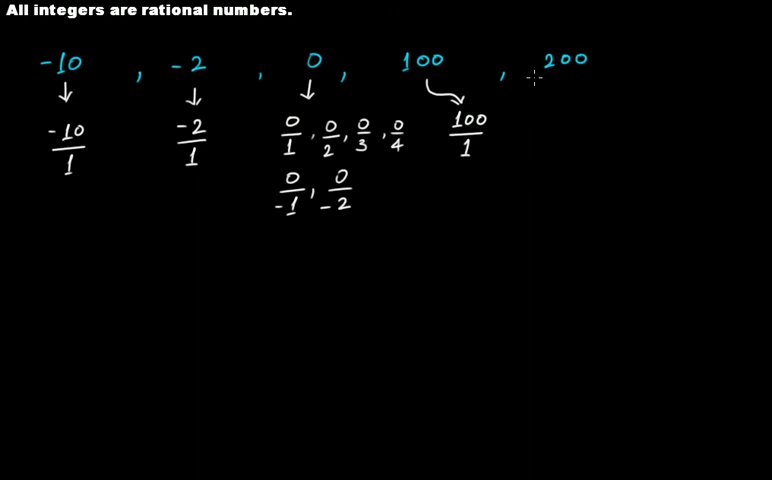 All integers are rational numbers.
-10 , -2 , 0 , 100 , 200
-10/1 -2/1 0/1 , 0/2 , 0/3 , 0/4 100/1
0/-1 , 0/-2